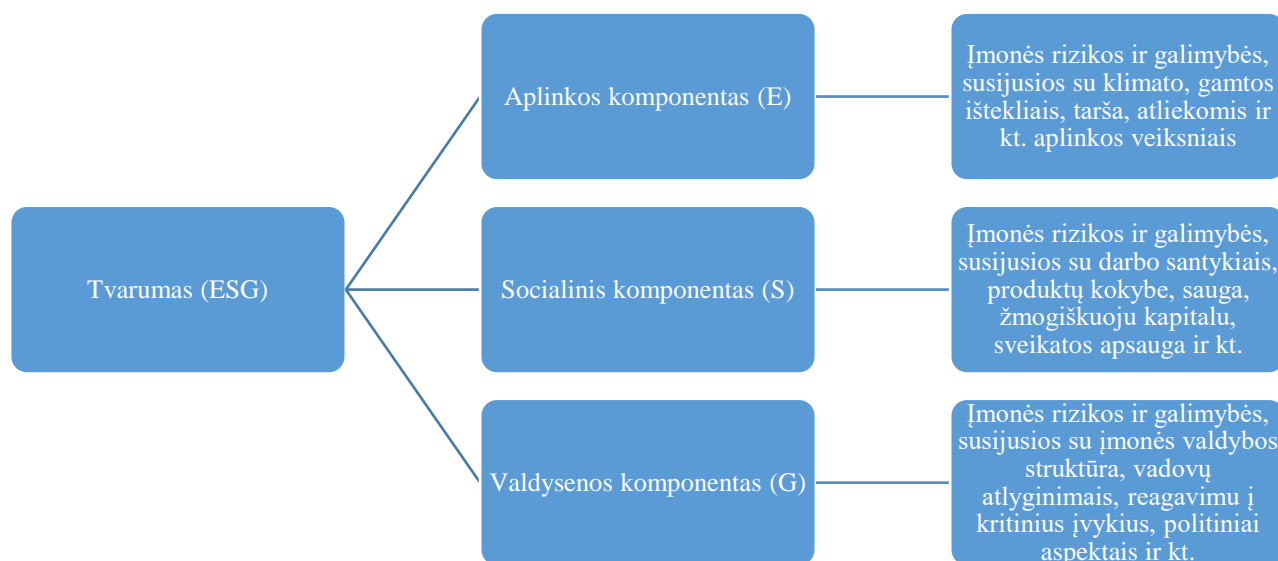 Tvarumas (ESG)
Aplinkos komponentas (E)
Įmonės rizikos ir galimybės,
susijusios su klimato, gamtos
ištekliais, tarša, atliekomis ir
kt. aplinkos veiksniais
Socialinis komponentas (S)
Įmonės rizikos ir galimybės,
susijusios su darbo santykiais,
produktų kokybe, sauga,
žmogiškuoju kapitalu,
sveikatos apsauga ir kt.
Valdysenos komponentas (G)
Įmonės rizikos ir galimybės,
susijusios su įmonės valdybos
struktūra, vadovų
atlyginimais, reagavimu į
kritinius įvykius, politiniai
aspektais ir kt.